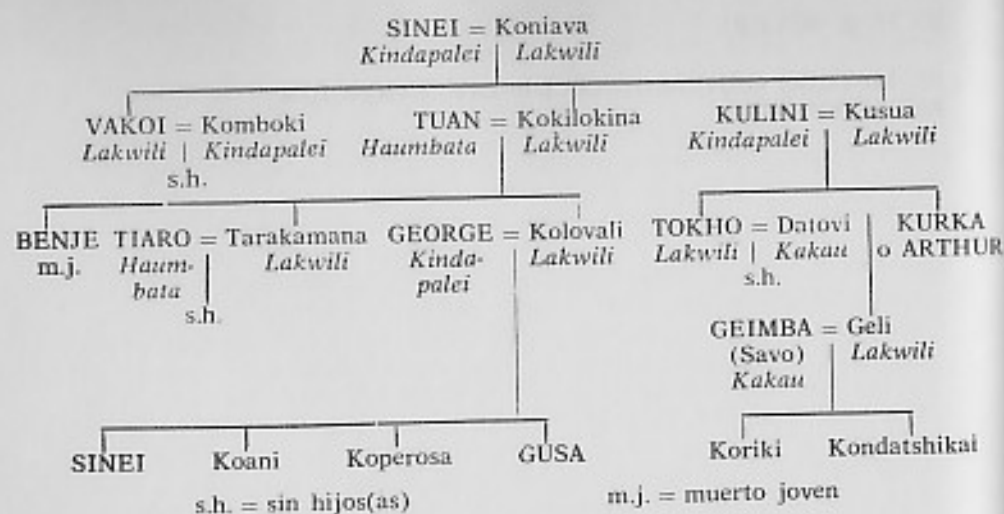 SINEI = Koniava
Kindapalei | Lakwili
VAKOI = Komboki TUAN = Kokilokina KULINI = Kusua
Lakwili | Kindapalei Haumbata Lakwili Kindapalei Lakwili
s.h.
BENJE TIARO = Tarakamana GEORGE = Kolovali TOKHO = Datovi KURKA
m.j. Haum- Lakwili Kinda- Lakwili Lakwili | Kakau o ARTHUR
bata palei s.h.
s.h.
GEIMBA = Geli
(Savo) Lakwili
Kakau
SINEI Koani Koperosa GUSA Koriki Kondatshikai
s.h. = sin hijos(as) m.j. = muerto joven